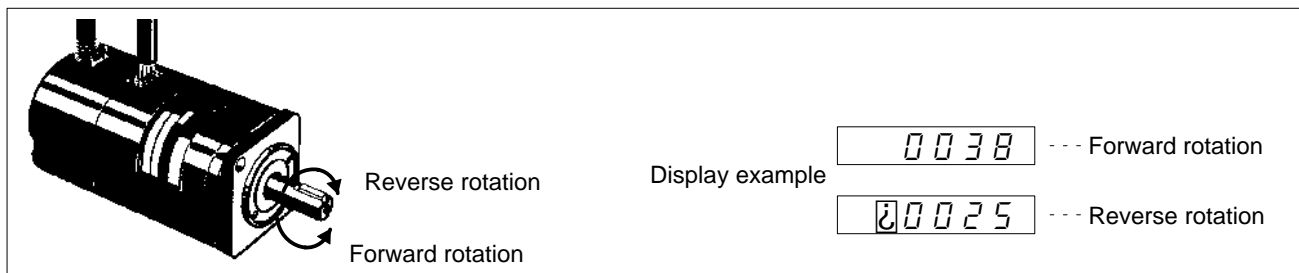 Reverse rotation
Forward rotation
Display example
0038 --- Forward rotation
¿0025 --- Reverse rotation